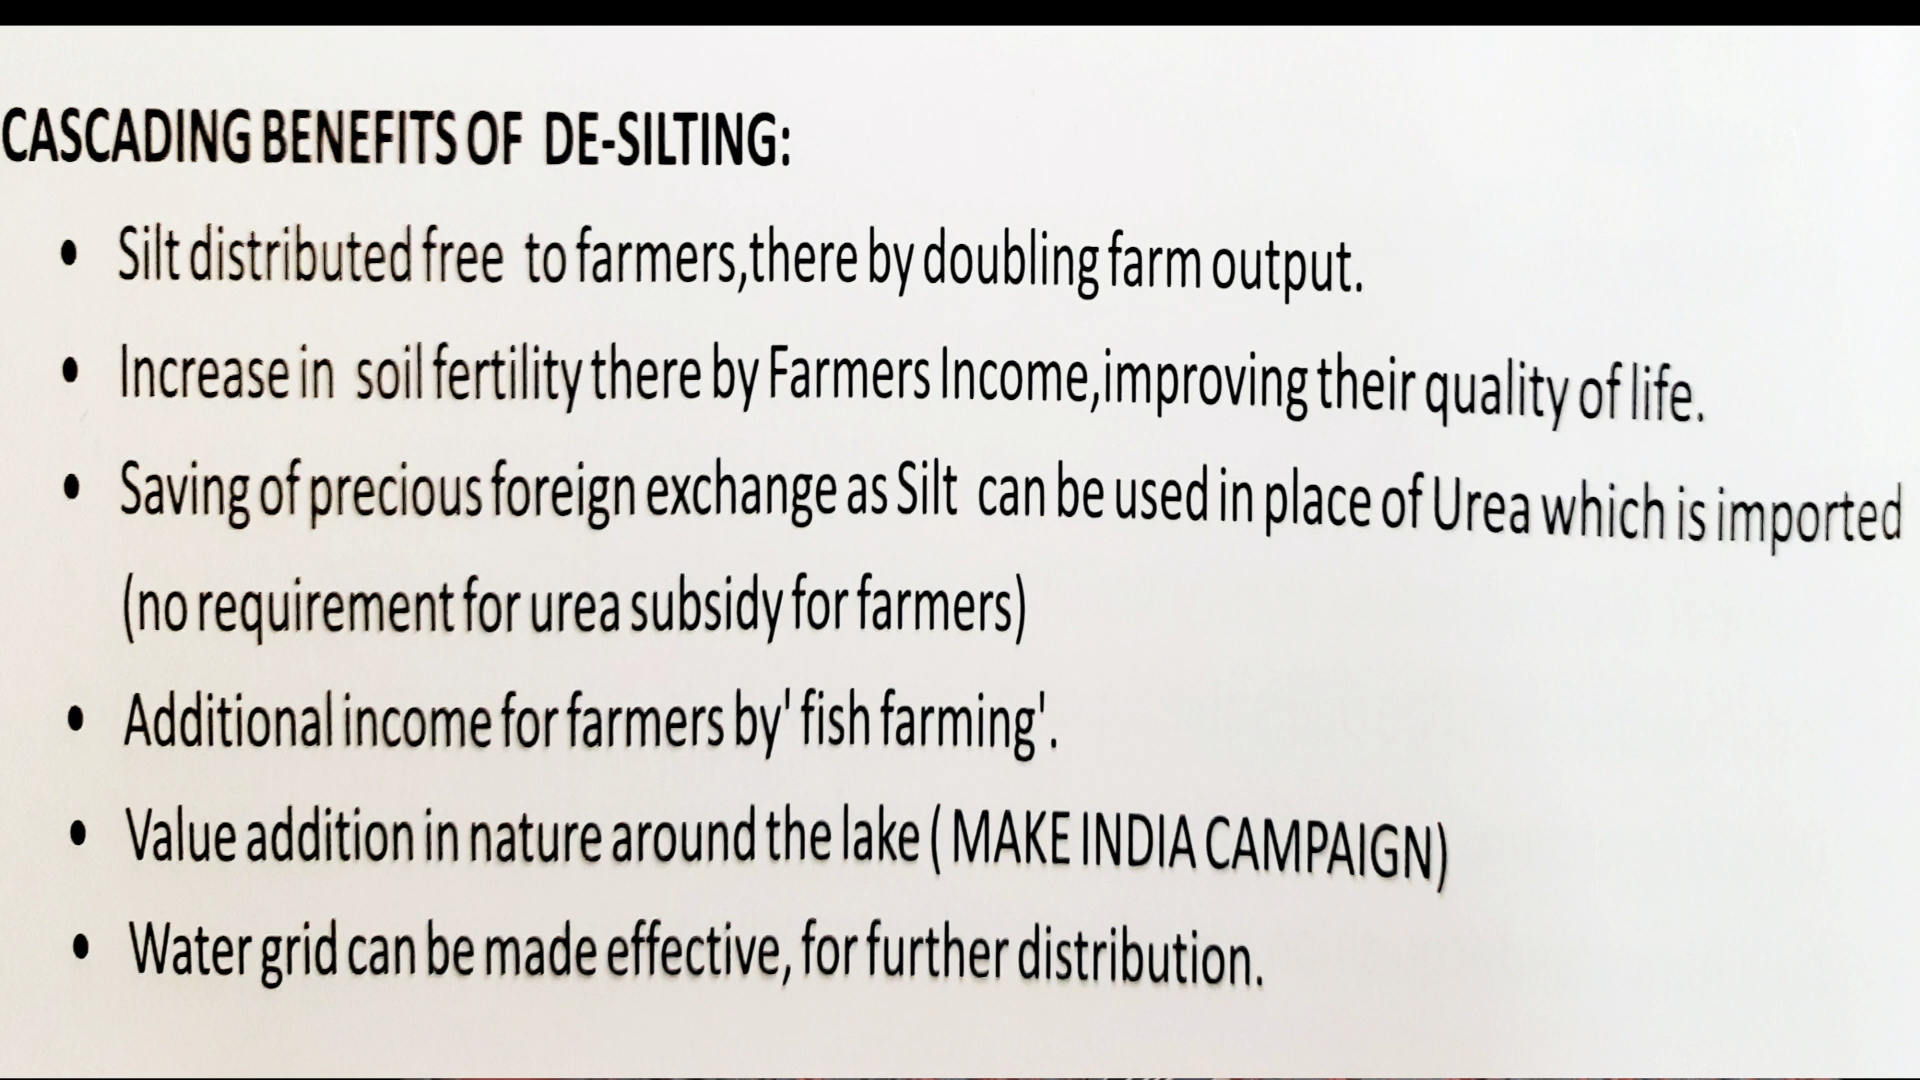 CASCADING BENEFITS OF DE-SILTING:
• Silt distributed free to farmers,there by doubling farm output.
• Increase in soil fertility there by Farmers Income,improving their quality of life.
• Saving of precious foreign exchange as Silt can be used in place of Urea which is imported
(no requirement for urea subsidy for farmers)
• Additional income for farmers by' fish farming'.
• Value addition in nature around the lake ( MAKE INDIA CAMPAIGN)
• Water grid can be made effective, for further distribution.